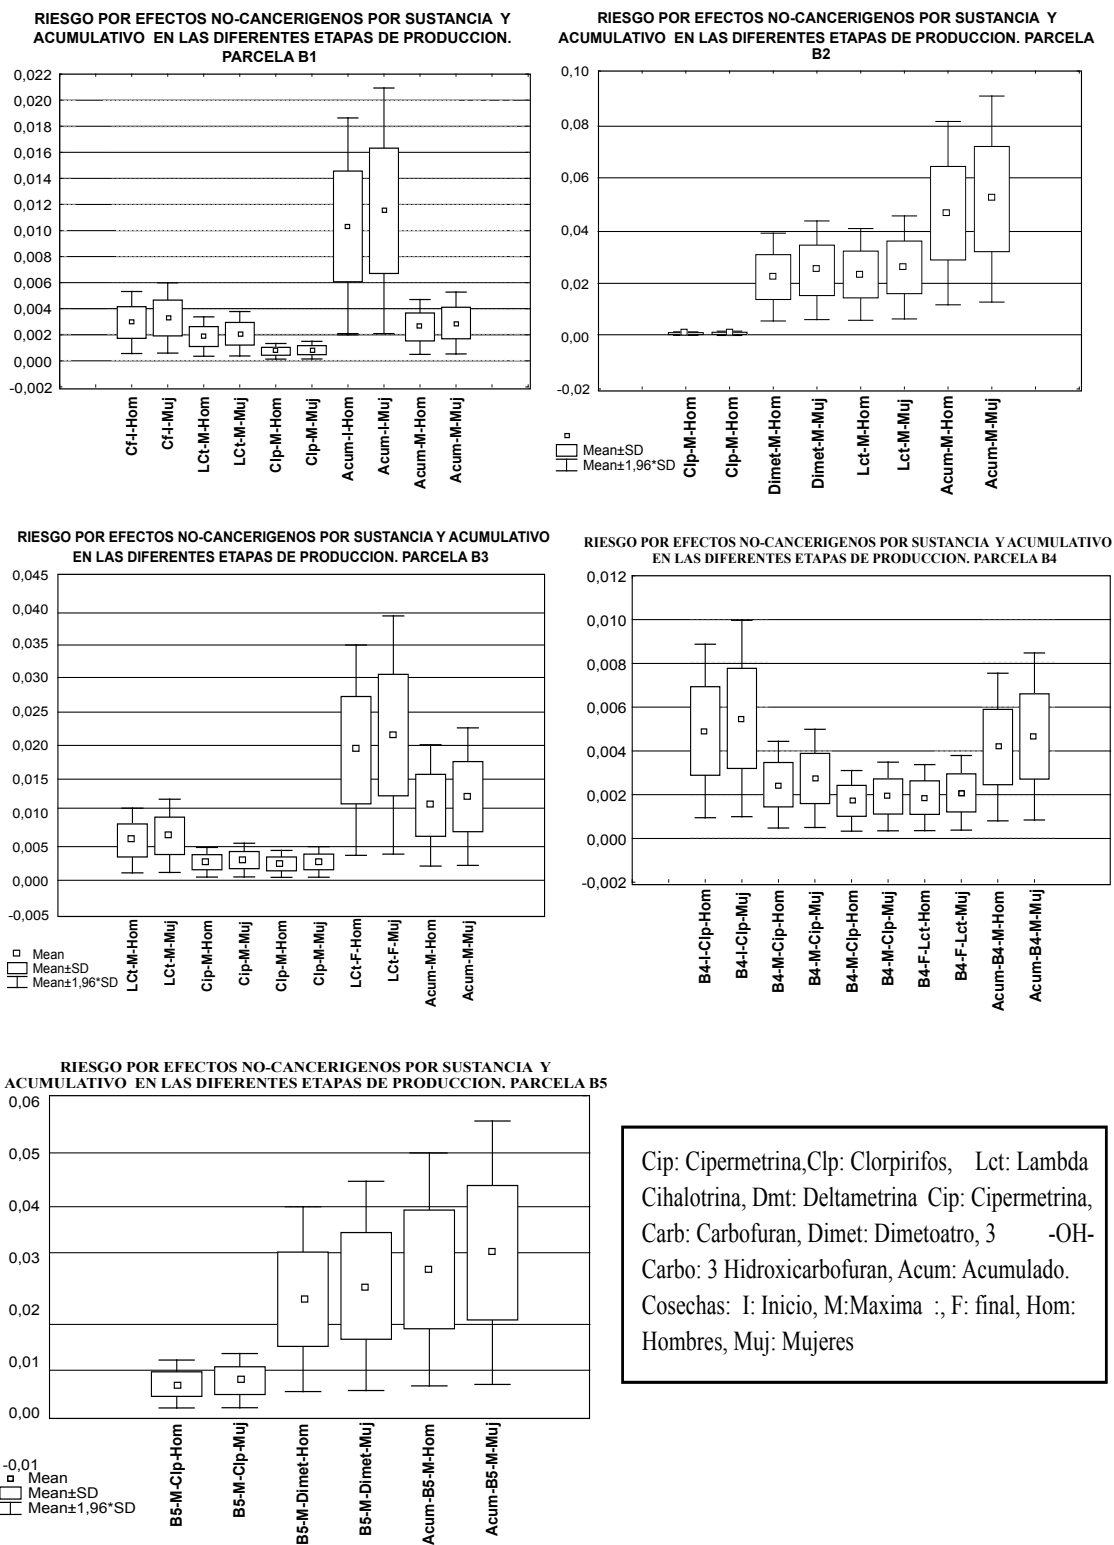 RIESGO POR EFECTOS NO-CANCERIGENOS POR SUSTANCIA Y
ACUMULATIVO EN LAS DIFERENTES ETAPAS DE PRODUCCION.
PARCELA B1
0,022
0,020
0,018
0,016
0,014
0,012
0,010
0,008
0,006
0,004
0,002
0,000
-0,002
Cf-I-Hom
Cf-I-Muj
LCt-M-Hom
LCt-M-Muj
Clp-M-Hom
Clp-M-Muj
Acum-I-Hom
Acum-I-Muj
Acum-M-Hom
Acum-M-Muj
RIESGO POR EFECTOS NO-CANCERIGENOS POR SUSTANCIA Y
ACUMULATIVO EN LAS DIFERENTES ETAPAS DE PRODUCCION. PARCELA
B2
0,10
0,08
0,06
0,04
0,02
0,00
-0,02
Mean±SD
Mean±1,96*SD
Clp-M-Hom
Clp-M-Hom
Dimet-M-Hom
Dimet-M-Muj
Lct-M-Hom
Lct-M-Muj
Acum-M-Hom
Acum-M-Muj
RIESGO POR EFECTOS NO-CANCERIGENOS POR SUSTANCIA Y ACUMULATIVO
EN LAS DIFERENTES ETAPAS DE PRODUCCION. PARCELA B3
0,045
0,040
0,035
0,030
0,025
0,020
0,015
0,010
0,005
0,000
-0,005
Mean
Mean±SD
Mean±1,96*SD
LCt-M-Hom
LCt-M-Muj
Cip-M-Hom
Cip-M-Muj
Clp-M-Hom
Clp-M-Muj
LCt-F-Hom
LCt-F-Muj
Acum-M-Hom
Acum-M-Muj
RIESGO POR EFECTOS NO-CANCERIGENOS POR SUSTANCIA Y ACUMULATIVO
EN LAS DIFERENTES ETAPAS DE PRODUCCION. PARCELA B4
0,012
0,010
0,008
0,006
0,004
0,002
0,000
-0,002
B4-I-Clp-Hom
B4-I-Clp-Muj
B4-M-Cip-Hom
B4-M-Cip-Muj
B4-M-Clp-Hom
B4-M-Clp-Muj
B4-F-Lct-Hom
B4-F-Lct-Muj
Acum-B4-M-Hom
Acum-B4-M-Muj
RIESGO POR EFECTOS NO-CANCERIGENOS POR SUSTANCIA Y
ACUMULATIVO EN LAS DIFERENTES ETAPAS DE PRODUCCION. PARCELA B5
0,06
0,05
0,04
0,03
0,02
0,01
0,00
-0,01
Mean
Mean±SD
Mean±1,96*SD
B5-M-Clp-Hom
B5-M-Clp-Muj
B5-M-Dimet-Hom
B5-M-Dimet-Muj
Acum-B5-M-Hom
Acum-B5-M-Muj
Cip: Cipermetrina,Clp: Clorpirifos, Lct: Lambda
Cihalotrina, Dmt: Deltametrina Cip: Cipermetrina,
Carb: Carbofuran, Dimet: Dimetoatro, 3 -OH-
Carbo: 3 Hidroxicarbofuran, Acum: Acumulado.
Cosechas: I: Inicio, M:Maxima :, F: final, Hom:
Hombres, Muj: Mujeres